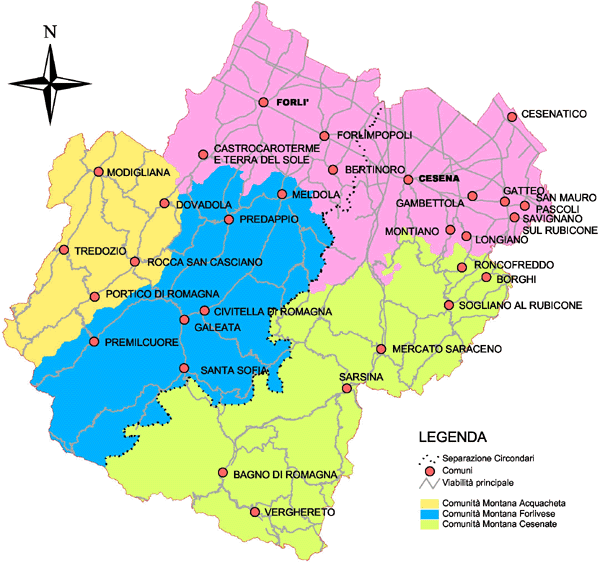 N
CESENATICO
FORLI'
FORLIMPOPOLI
CASTROCAROTERME
E TERRA DEL SOLE
MODIGLIANA
BERTINORO
CESENA
MELDOLA
GATTEO
DOVADOLA
GAMBETTOLA
SAN MAURO
PASCOLI
PREDAPPIO
SAVIGNANO
SUL RUBICONE
MONTIANO
LONGIANO
TREDOZIO
ROCCA SAN CASCIANO
RONCOFREDDO
BORGHI
PORTICO DI ROMAGNA
SOGLIANO AL RUBICONE
CIVITELLA DI ROMAGNA
GALEATA
PREMILCUORE
MERCATO SARACENO
SANTA SOFIA
SARSINA
BAGNO DI ROMAGNA
VERGHERETO
LEGENDA
Separazione Circondari
Comuni
Viabilità principale
Comunità Montana Acquacheta
Comunità Montana Forlivese
Comunità Montana Cesenate